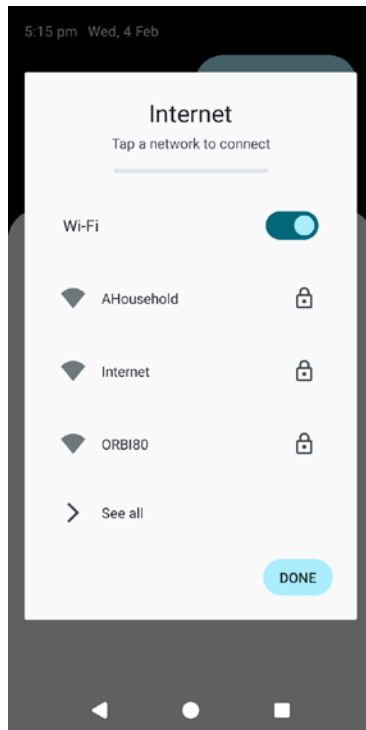 5:15 pm Wed, 4 Feb
Internet
Tap a network to connect
Wi-Fi
AHousehold
Internet
ORBI80
See all
DONE